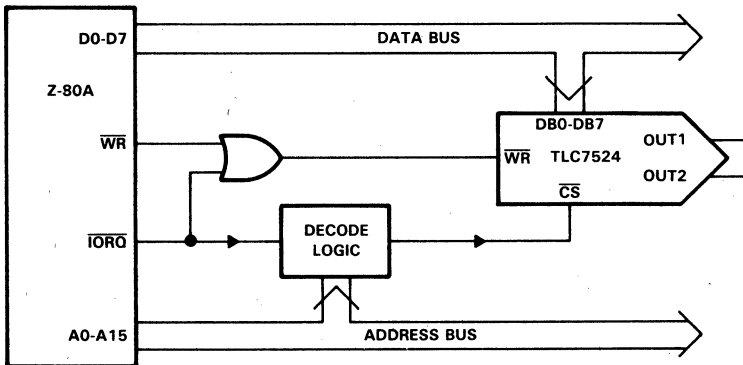 D0-D7
DATA BUS
Z-80A
DB0-DB7
WR
OUT1
WR
TLC7524
OUT2
CS
DECODE
LOGIC
IORQ
A0-A15
ADDRESS BUS